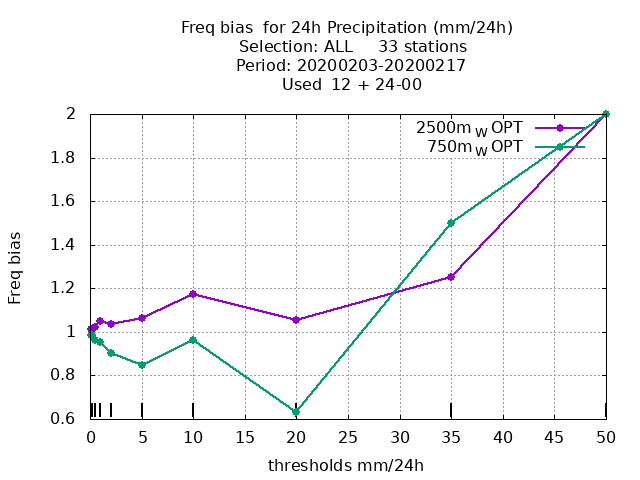 Freq bias  for 24h Precipitation (mm/24h)
Selection: ALL     33 stations
Period: 20200203-20200217
Used  12 + 24-00
2500m W OPT
750m W OPT
2
1.8
1.6
1.4
1.2
1
0.8
0.6
Freq bias
0 5 10 15 20 25 30 35 40 45 50
thresholds mm/24h